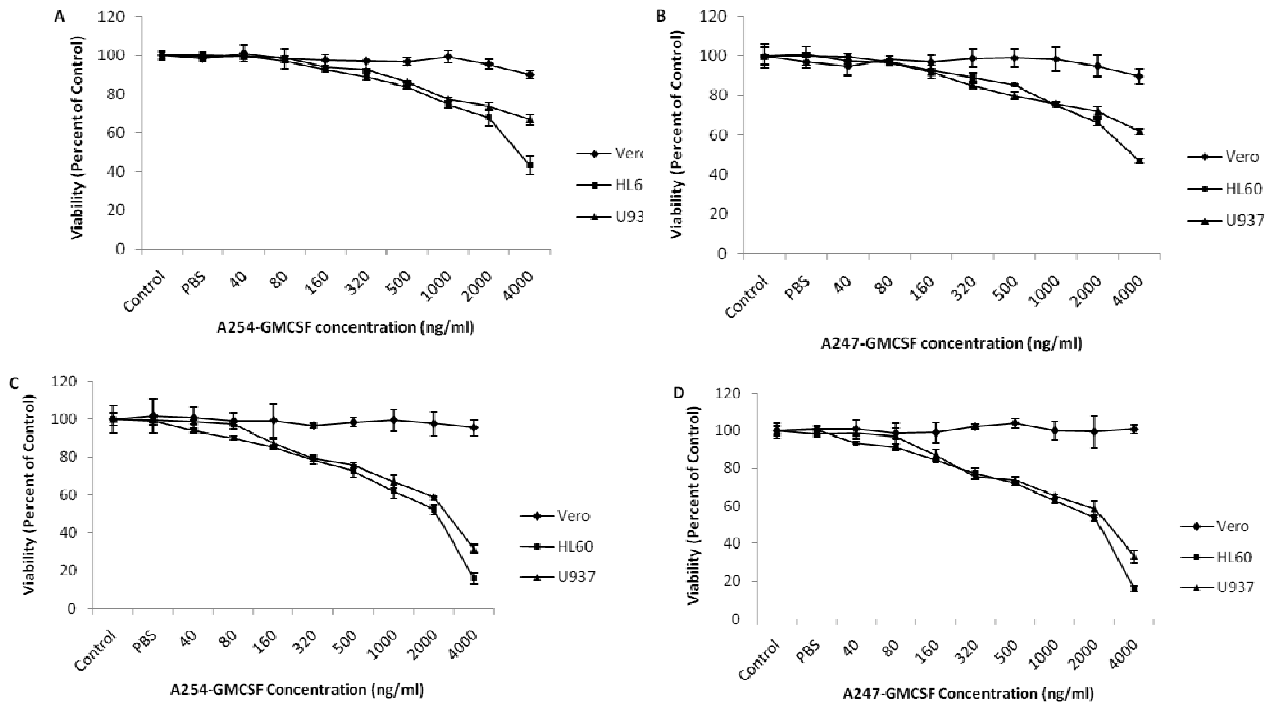 A
Viability (Percent of Control)
120
100
80
60
40
20
0
Control
PBS
40
80
160
320
500
1000
2000
4000
A254-GMCSF concentration (ng/ml)
Vero
HL6
U93
B
Viability (Percent of Control)
120
100
80
60
40
20
0
Control
PBS
40
80
160
320
500
1000
2000
4000
A247-GMCSF concentration (ng/ml)
Vero
HL60
U937
C
Viability (Percent of Control)
120
100
80
60
40
20
0
Control
PBS
40
80
160
320
500
1000
2000
4000
A254-GMCSF Concentration (ng/ml)
Vero
HL60
U937
D
Viability (Percent of Control)
120
100
80
60
40
20
0
Control
PBS
40
80
160
320
500
1000
2000
4000
A247-GMCSF Concentration (ng/ml)
Vero
HL60
U937